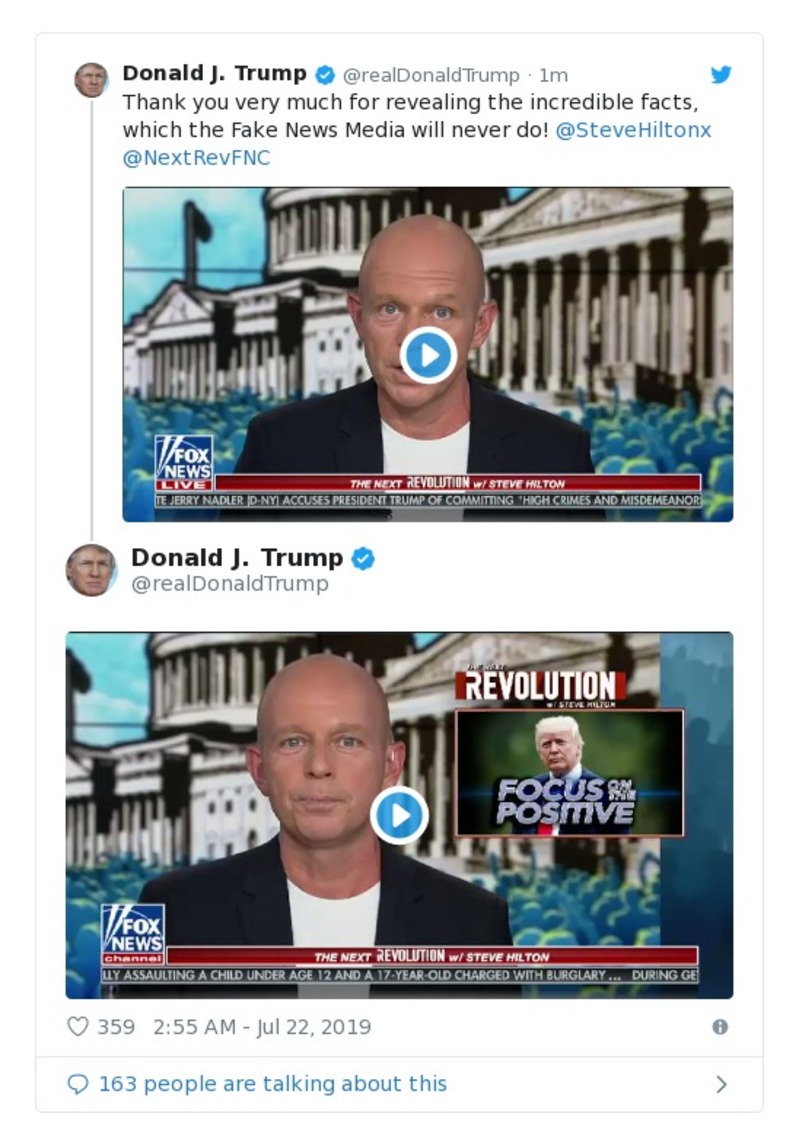 Donald J. Trump @realDonaldTrump · 1m
Thank you very much for revealing the incredible facts,
which the Fake News Media will never do! @SteveHiltonx
@NextRevFNC
FOX
NEWS
LIVE
THE NEXT REVOLUTION w/ STEVE HILTON
TE JERRY NADLER (D-NY) ACCUSES PRESIDENT TRUMP OF COMMITTING "HIGH CRIMES AND MISDEMEANOR
Donald J. Trump
@realDonaldTrump
THE NEXT
REVOLUTION
w/ STEVE HILTON
FOCUS ON THE
POSITIVE
FOX
NEWS
channel
THE NEXT REVOLUTION w/ STEVE HILTON
LLY ASSAULTING A CHILD UNDER AGE 12 AND A 17-YEAR-OLD CHARGED WITH BURGLARY ... DURING GE
359 2:55 AM - Jul 22, 2019
163 people are talking about this